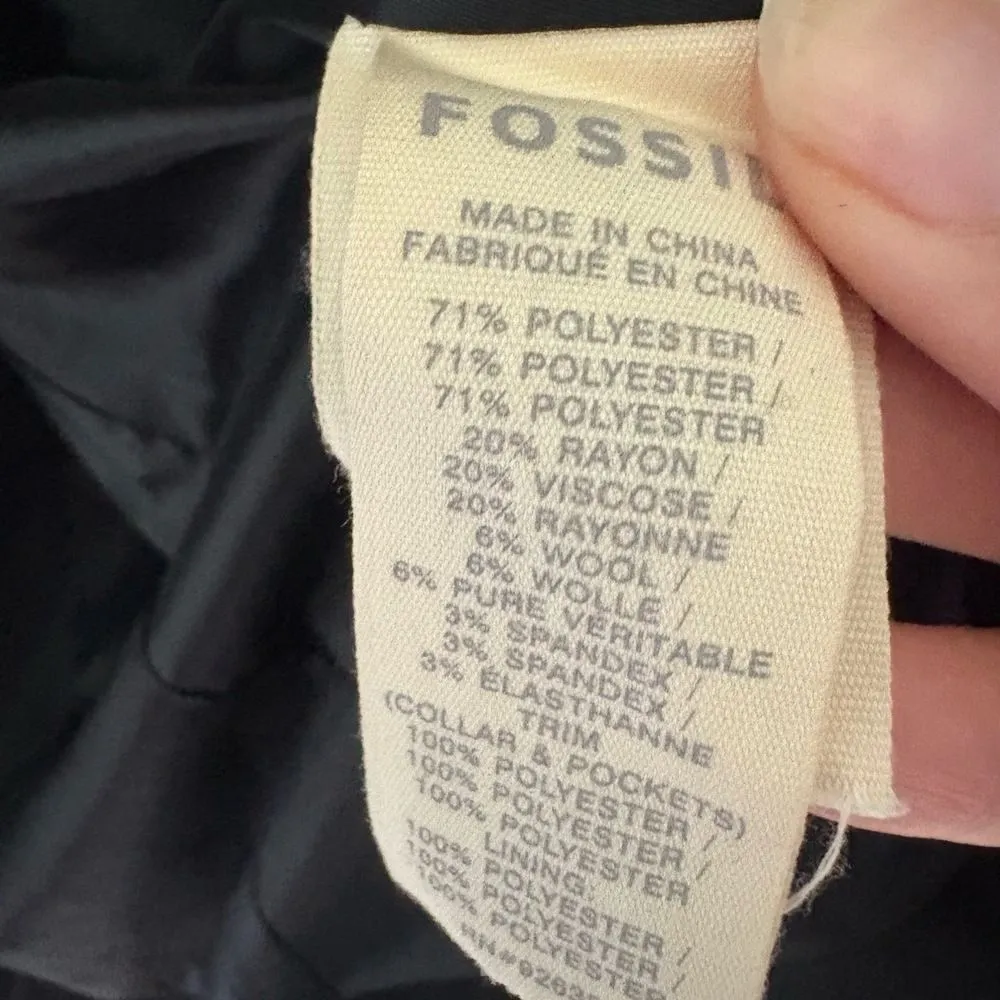 FOSSIL
MADE IN CHINA
FABRIQUÉ EN CHINE
71% POLYESTER /
71% POLYESTER /
71% POLYESTER
20% RAYON /
20% VISCOSE /
20% RAYONNE
6% WOOL /
6% WOLLE /
6% PURE VÉRITABLE
3% SPANDEX /
3% SPANDEX /
3% ELASTHANNE
TRIM
(COLLAR & POCKETS)
100% POLYESTER /
100% POLYESTER /
100% POLYESTER
LINING:
100% POLYESTER /
100% POLYESTER /
100% POLYESTER